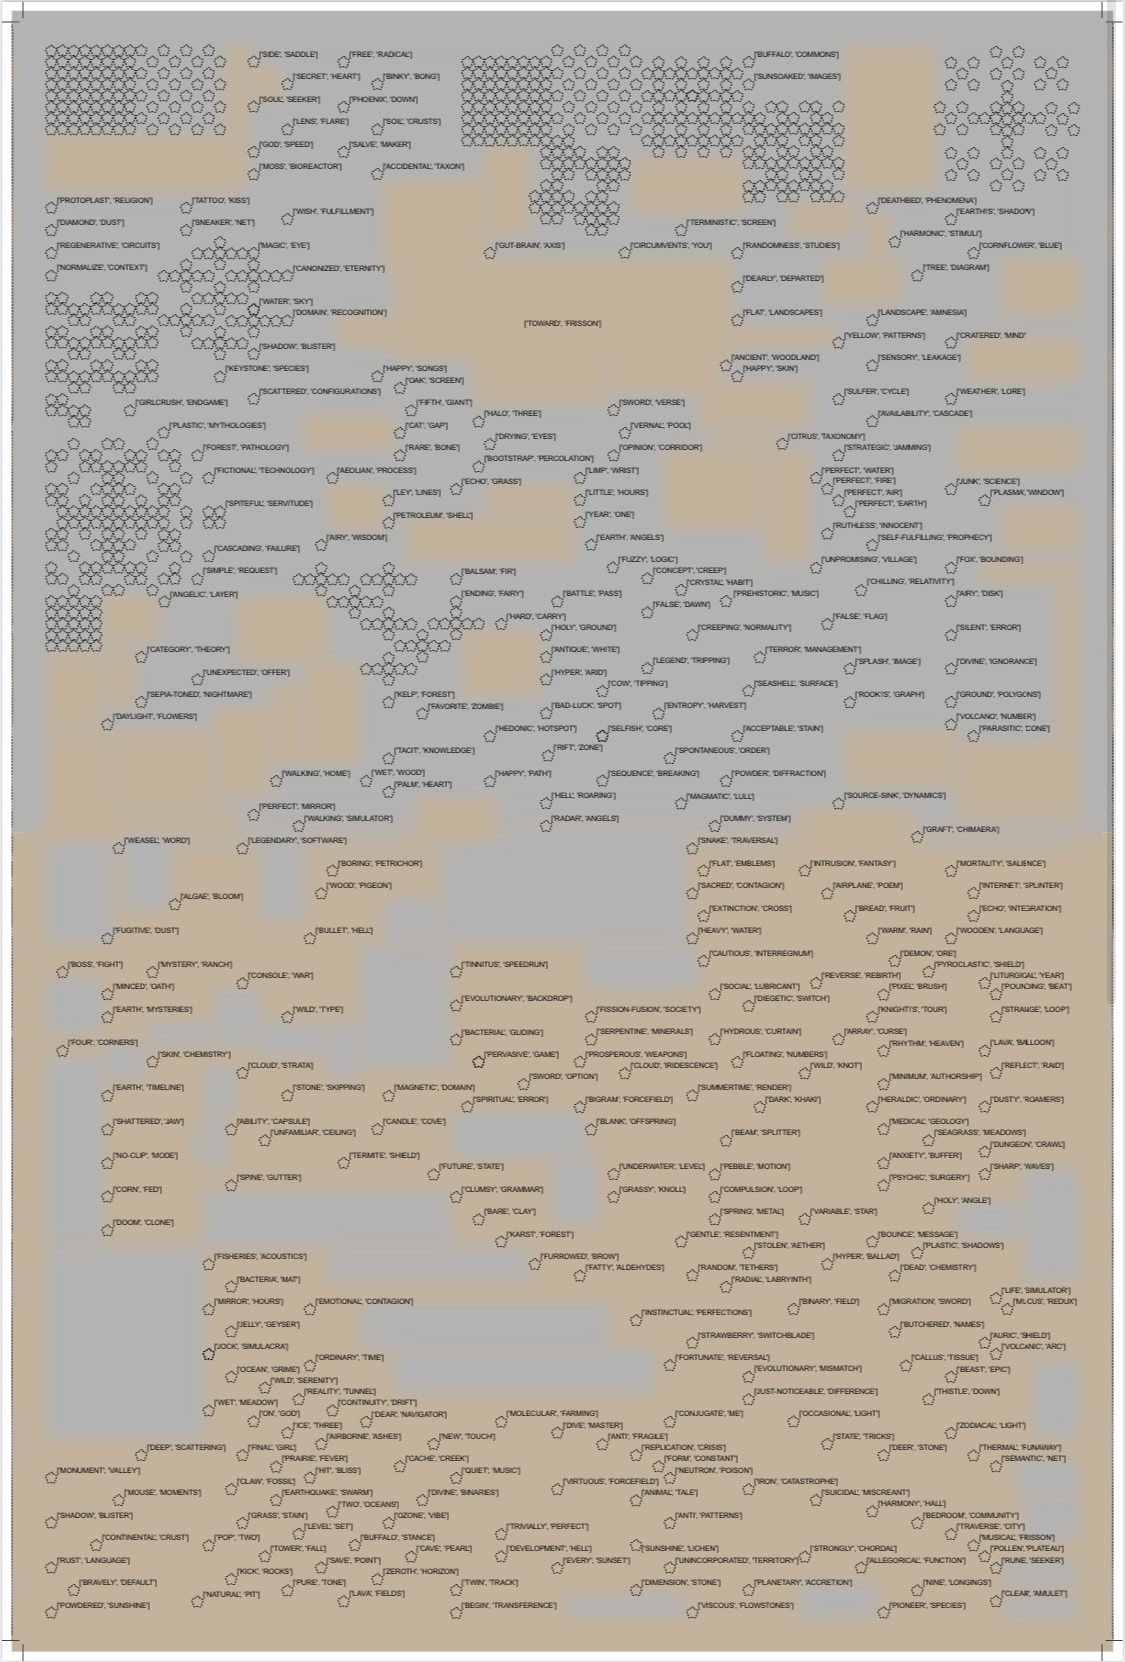 ['SIDE', 'SADDLE'] ['FREE', 'RADICAL'] ['BUFFALO', 'COMMONS']
['SECRET', 'HEART'] ['BINKY', 'BONG'] ['SUNSOAKED', 'IMAGES']
['SOUL', 'SEEKER'] ['PHOENIX', 'DOWN']
['LENS', 'FLARE'] ['SOIL', 'CRUSTS']
['GOD', 'SPEED'] ['SALVE', 'MAKER']
['MOSS', 'BIOREACTOR'] ['ACCIDENTAL', 'TAXON']
['PROTOPLAST', 'RELIGION'] ['TATTOO', 'KISS'] ['DEATHBED', 'PHENOMENA']
['WISH', 'FULFILLMENT'] ['EARTH'S', 'SHADOW']
['DIAMOND', 'DUST'] ['SNEAKER', 'NET'] ['TERMINISTIC', 'SCREEN']
['HARMONIC', 'STIMULI']
['REGENERATIVE', 'CIRCUITS'] ['MAGIC', 'EYE'] ['GUT-BRAIN', 'AXIS'] ['CIRCUMVENTS', 'YOU'] ['RANDOMNESS', 'STUDIES'] ['CORNFLOWER', 'BLUE']
['NORMALIZE', 'CONTEXT'] ['CANONIZED', 'ETERNITY'] ['TREE', 'DIAGRAM']
['DEARLY', 'DEPARTED']
['WATER', 'SKY']
['DOMAIN', 'RECOGNITION'] ['FLAT', 'LANDSCAPES'] ['LANDSCAPE', 'AMNESIA']
['TOWARD', 'FRISSON']
['YELLOW', 'PATTERNS'] ['CRATERED', 'MIND']
['SHADOW', 'BLISTER']
['ANCIENT', 'WOODLAND'] ['SENSORY', 'LEAKAGE']
['KEYSTONE', 'SPECIES'] ['HAPPY', 'SONGS'] ['HAPPY', 'SKIN']
['OAK', 'SCREEN']
['SCATTERED', 'CONFIGURATIONS'] ['SULFER', 'CYCLE'] ['WEATHER', 'LORE']
['GIRLCRUSH', 'ENDGAME'] ['FIFTH', 'GIANT'] ['SWORD', 'VERSE']
['HALO', 'THREE'] ['AVAILABILITY', 'CASCADE']
['PLASTIC', 'MYTHOLOGIES'] ['CAT', 'GAP'] ['VERNAL', 'POOL']
['DRYING', 'EYES'] ['CITRUS', 'TAXONOMY']
['FOREST', 'PATHOLOGY'] ['RARE', 'BONE'] ['OPINION', 'CORRIDOR'] ['STRATEGIC', 'JAMMING']
['BOOTSTRAP', 'PERCOLATION']
['FICTIONAL', 'TECHNOLOGY'] ['AEOLIAN', 'PROCESS'] ['LIMP', 'WRIST'] ['PERFECT', 'WATER']
['ECHO', 'GRASS'] ['PERFECT', 'FIRE'] ['JUNK', 'SCIENCE']
['LEY', 'LINES'] ['LITTLE', 'HOURS'] ['PERFECT', 'AIR'] ['PLASMA', 'WINDOW']
['SPITEFUL', 'SERVITUDE'] ['PERFECT', 'EARTH']
['PETROLEUM', 'SHELL'] ['YEAR', 'ONE']
['RUTHLESS', 'INNOCENT']
['AIRY', 'WISDOM'] ['EARTH', 'ANGELS'] ['SELF-FULFILLING', 'PROPHECY']
['CASCADING', 'FAILURE']
['FUZZY', 'LOGIC'] ['UNPROMISING', 'VILLAGE'] ['FOX', 'BOUNDING']
['SIMPLE', 'REQUEST'] ['BALSAM', 'FIR'] ['CONCEPT', 'CREEP']
['CRYSTAL', 'HABIT'] ['CHILLING', 'RELATIVITY']
['ANGELIC', 'LAYER'] ['ENDING', 'FAIRY'] ['BATTLE', 'PASS'] ['PREHISTORIC', 'MUSIC'] ['AIRY', 'DISK']
['FALSE', 'DAWN']
['HARD', 'CARRY'] ['FALSE', 'FLAG']
['HOLY', 'GROUND'] ['CREEPING', 'NORMALITY'] ['SILENT', 'ERROR']
['CATEGORY', 'THEORY'] ['ANTIQUE', 'WHITE'] ['TERROR', 'MANAGEMENT']
['LEGEND', 'TRIPPING'] ['SPLASH', 'IMAGE'] ['DIVINE', 'IGNORANCE']
['UNEXPECTED', 'OFFER'] ['HYPER', 'ARID']
['COW', 'TIPPING'] ['SEASHELL', 'SURFACE']
['SEPIA-TONED', 'NIGHTMARE'] ['KELP', 'FOREST'] ['ROOK'S', 'GRAPH'] ['GROUND', 'POLYGONS']
['FAVORITE', 'ZOMBIE'] ['BAD-LUCK', 'SPOT'] ['ENTROPY', 'HARVEST']
['DAYLIGHT', 'FLOWERS'] ['VOLCANO', 'NUMBER']
['HEDONIC', 'HOTSPOT'] ['SELFISH', 'CORE'] ['ACCEPTABLE', 'STAIN'] ['PARASITIC', 'CONE']
['TACIT', 'KNOWLEDGE'] ['RIFT', 'ZONE'] ['SPONTANEOUS', 'ORDER']
['WALKING', 'HOME'] ['WET', 'WOOD'] ['HAPPY', 'PATH'] ['SEQUENCE', 'BREAKING'] ['POWDER', 'DIFFRACTION']
['PALM', 'HEART']
['HELL', 'ROARING'] ['MAGMATIC', 'LULL'] ['SOURCE-SINK', 'DYNAMICS']
['PERFECT', 'MIRROR']
['WALKING', 'SIMULATOR'] ['RADAR', 'ANGELS'] ['DUMMY', 'SYSTEM']
['GRAFT', 'CHIMAERA']
['WEASEL', 'WORD'] ['LEGENDARY', 'SOFTWARE'] ['SNAKE', 'TRAVERSAL']
['BORING', 'PETRICHOR'] ['FLAT', 'EMBLEMS'] ['INTRUSION', 'FANTASY'] ['MORTALITY', 'SALIENCE']
['WOOD', 'PIGEON'] ['SACRED', 'CONTAGION'] ['AIRPLANE', 'POEM'] ['INTERNET', 'SPLINTER']
['ALGAE', 'BLOOM']
['EXTINCTION', 'CROSS'] ['BREAD', 'FRUIT'] ['ECHO', 'INTEGRATION']
['FUGITIVE', 'DUST'] ['BULLET', 'HELL'] ['HEAVY', 'WATER'] ['WARM', 'RAIN'] ['WOODEN', 'LANGUAGE']
['CAUTIOUS', 'INTERREGNUM'] ['DEMON', 'ORE']
['BOSS', 'FIGHT'] ['MYSTERY', 'RANCH'] ['TINNITUS', 'SPEEDRUN'] ['PYROCLASTIC', 'SHIELD']
['CONSOLE', 'WAR'] ['REVERSE', 'REBIRTH'] ['LITURGICAL', 'YEAR']
['MINCED', 'OATH'] ['SOCIAL', 'LUBRICANT'] ['PIXEL', 'BRUSH'] ['POUNDING', 'BEAT']
['EVOLUTIONARY', 'BACKDROP'] ['DIEGETIC', 'SWITCH']
['EARTH', 'MYSTERIES'] ['WILD', 'TYPE'] ['FISSION-FUSION', 'SOCIETY'] ['KNIGHT'S', 'TOUR'] ['STRANGE', 'LOOP']
['BACTERIAL', 'GLIDING'] ['SERPENTINE', 'MINERALS'] ['HYDROUS', 'CURTAIN'] ['ARRAY', 'CURSE']
['FOUR', 'CORNERS'] ['RHYTHM', 'HEAVEN'] ['LAVA', 'BALLOON']
['SKIN', 'CHEMISTRY'] ['PERVASIVE', 'GAME'] ['PROSPEROUS', 'WEAPONS'] ['FLOATING', 'NUMBERS']
['CLOUD', 'STRATA'] ['CLOUD', 'IRIDESCENCE'] ['WILD', 'KNOT'] ['REFLECT', 'RAID']
['SWORD', 'OPTION'] ['MINIMUM', 'AUTHORSHIP']
['EARTH', 'TIMELINE'] ['STONE', 'SKIPPING'] ['MAGNETIC', 'DOMAIN'] ['SUMMERTIME', 'RENDER']
['SPIRITUAL', 'ERROR'] ['BIGRAM', 'FORCEFIELD'] ['DARK', 'KHAKI'] ['HERALDIC', 'ORDINARY'] ['DUSTY', 'ROAMERS']
['SHATTERED', 'JAW'] ['ABILITY', 'CAPSULE'] ['CANDLE', 'COVE'] ['BLANK', 'OFFSPRING'] ['MEDICAL', 'GEOLOGY']
['UNFAMILIAR', 'CEILING'] ['BEAM', 'SPLITTER'] ['SEAGRASS', 'MEADOWS']
['DUNGEON', 'CRAWL']
['NO-CLIP', 'MODE'] ['TERMITE', 'SHIELD'] ['ANXIETY', 'BUFFER']
['FUTURE', 'STATE'] ['UNDERWATER', 'LEVEL'] ['PEBBLE', 'MOTION'] ['SHARP', 'WAVES']
['SPINE', 'GUTTER'] ['PSYCHIC', 'SURGERY']
['CORN', 'FED'] ['CLUMSY', 'GRAMMAR'] ['GRASSY', 'KNOLL'] ['COMPULSION', 'LOOP']
['HOLY', 'ANGLE']
['BARE', 'CLAY'] ['SPRING', 'METAL'] ['VARIABLE', 'STAR']
['DOOM', 'CLONE']
['KARST', 'FOREST'] ['GENTLE', 'RESENTMENT'] ['BOUNCE', 'MESSAGE']
['STOLEN', 'AETHER'] ['PLASTIC', 'SHADOWS']
['FISHERIES', 'ACOUSTICS'] ['FURROWED', 'BROW'] ['HYPER', 'BALLAD']
['FATTY', 'ALDEHYDES'] ['RANDOM', 'TETHERS'] ['DEAD', 'CHEMISTRY']
['BACTERIA', 'MAT'] ['RADIAL', 'LABRYINTH']
['LIFE', 'SIMULATOR']
['MIRROR', 'HOURS'] ['EMOTIONAL', 'CONTAGION'] ['BINARY', 'FIELD'] ['MIGRATION', 'SWORD'] ['MUCUS', 'REDUX']
['INSTINCTUAL', 'PERFECTIONS']
['JELLY', 'GEYSER'] ['BUTCHERED', 'NAMES']
['STRAWBERRY', 'SWITCHBLADE'] ['AURIC', 'SHIELD']
['JOCK', 'SIMULACRA'] ['VOLCANIC', 'ARC']
['ORDINARY', 'TIME'] ['FORTUNATE', 'REVERSAL'] ['CALLUS', 'TISSUE']
['OCEAN', 'GRIME'] ['EVOLUTIONARY', 'MISMATCH'] ['BEAST', 'EPIC']
['WILD', 'SERENITY']
['REALITY', 'TUNNEL'] ['JUST-NOTICEABLE', 'DIFFERENCE'] ['THISTLE', 'DOWN']
['WET', 'MEADOW'] ['CONTINUITY', 'DRIFT']
['ON', 'GOD'] ['DEAR', 'NAVIGATOR'] ['MOLECULAR', 'FARMING'] ['CONJUGATE', 'ME'] ['OCCASIONAL', 'LIGHT']
['ICE', 'THREE'] ['DIVE', 'MASTER'] ['ZODIACAL', 'LIGHT']
['AIRBORNE', 'ASHES'] ['NEW', 'TOUCH'] ['ANTI', 'FRAGILE'] ['STATE', 'TRICKS']
['DEEP', 'SCATTERING'] ['FINAL', 'GIRL'] ['REPLICATION', 'CRISIS'] ['DEER', 'STONE'] ['THERMAL', 'FUNAWAY']
['PRAIRIE', 'FEVER'] ['CACHE', 'CREEK'] ['FORM', 'CONSTANT'] ['SEMANTIC', 'NET']
['MONUMENT', 'VALLEY'] ['HIT', 'BLISS'] ['QUIET', 'MUSIC'] ['NEUTRON', 'POISON']
['CLAW', 'FOSSIL'] ['VIRTUOUS', 'FORCEFIELD'] ['IRON', 'CATASTROPHE']
['MOUSE', 'MOMENTS'] ['EARTHQUAKE', 'SWARM'] ['DIVINE', 'BINARIES'] ['ANIMAL', 'TALE'] ['SUICIDAL', 'MISCREANT']
['TWO', 'OCEANS'] ['HARMONY', 'HALL']
['SHADOW', 'BLISTER'] ['GRASS', 'STAIN'] ['OZONE', 'VIBE'] ['ANTI', 'PATTERNS'] ['BEDROOM', 'COMMUNITY']
['LEVEL', 'SET'] ['TRIVIALLY', 'PERFECT'] ['TRAVERSE', 'CITY']
['CONTINENTAL', 'CRUST'] ['POP', 'TWO'] ['BUFFALO', 'STANCE'] ['MUSICAL', 'FRISSON']
['TOWER', 'FALL'] ['CAVE', 'PEARL'] ['DEVELOPMENT', 'HELL'] ['SUNSHINE', 'LICHEN'] ['STRONGLY', 'CHORDAL'] ['POLLEN', 'PLATEAU']
['RUST', 'LANGUAGE'] ['SAVE', 'POINT'] ['EVERY', 'SUNSET'] ['UNINCORPORATED', 'TERRITORY'] ['ALLEGORICAL', 'FUNCTION'] ['RUNE', 'SEEKER']
['KICK', 'ROCKS'] ['ZEROTH', 'HORIZON']
['BRAVELY', 'DEFAULT'] ['PURE', 'TONE'] ['TWIN', 'TRACK'] ['DIMENSION', 'STONE'] ['PLANETARY', 'ACCRETION'] ['NINE', 'LONGINGS']
['NATURAL', 'PIT'] ['LAVA', 'FIELDS'] ['CLEAR', 'AMULET']
['POWDERED', 'SUNSHINE'] ['BEGIN', 'TRANSFERENCE'] ['VISCOUS', 'FLOWSTONES'] ['PIONEER', 'SPECIES']